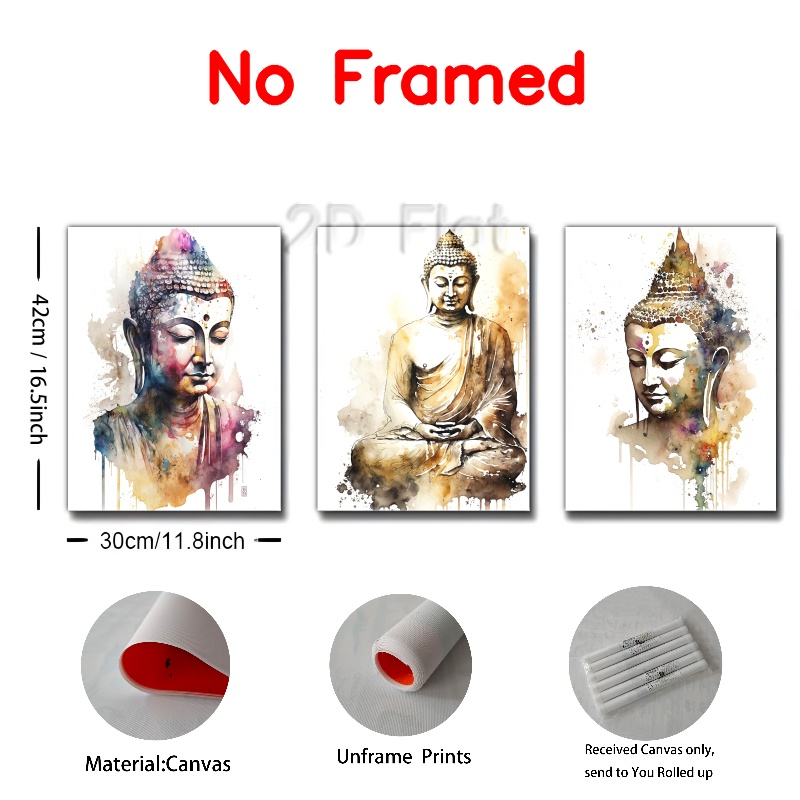 No Framed
2D Flat
42cm / 16.5inch
30cm/11.8inch
Material:Canvas
Unframe Prints
Received Canvas only,
send to You Rolled up